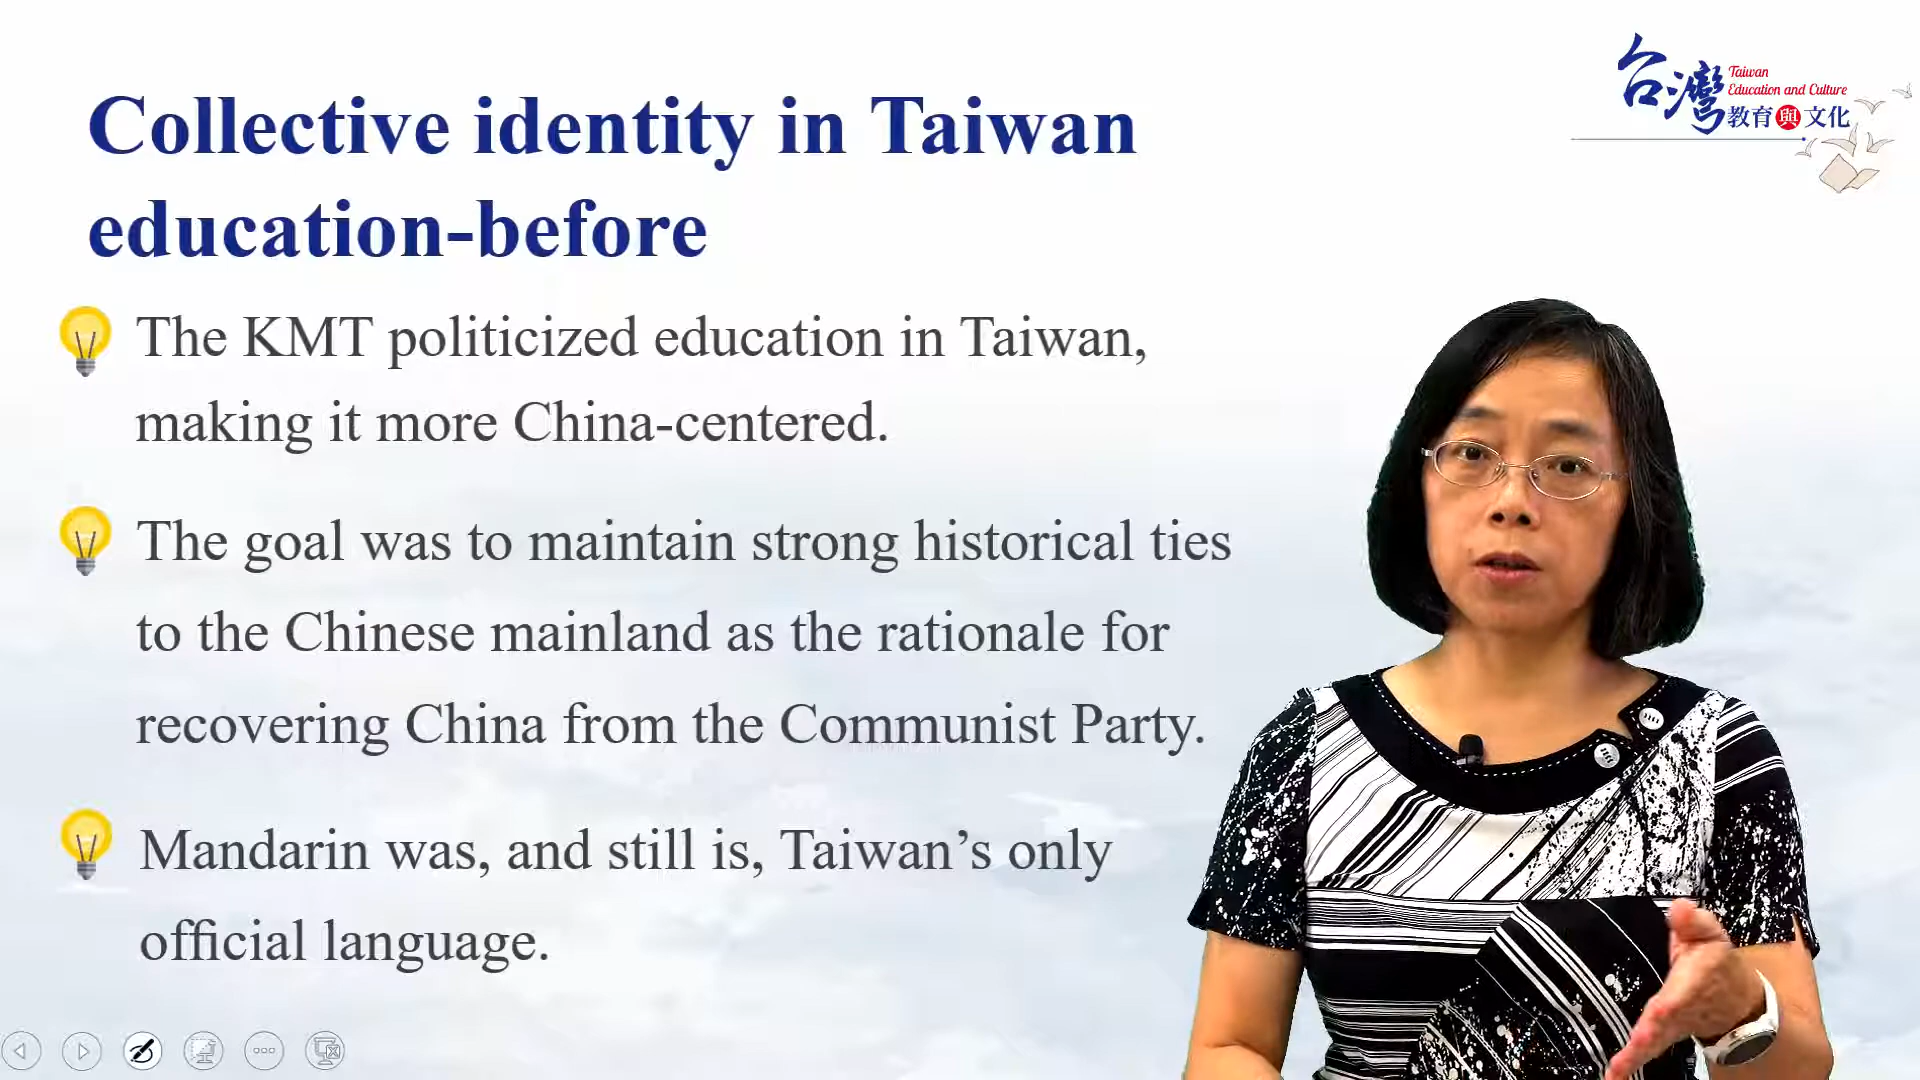 台灣
Taiwan
Education and Culture
教育與文化
Collective identity in Taiwan
education-before
The KMT politicized education in Taiwan,
making it more China-centered.
The goal was to maintain strong historical ties
to the Chinese mainland as the rationale for
recovering China from the Communist Party.
Mandarin was, and still is, Taiwan’s only
official language.